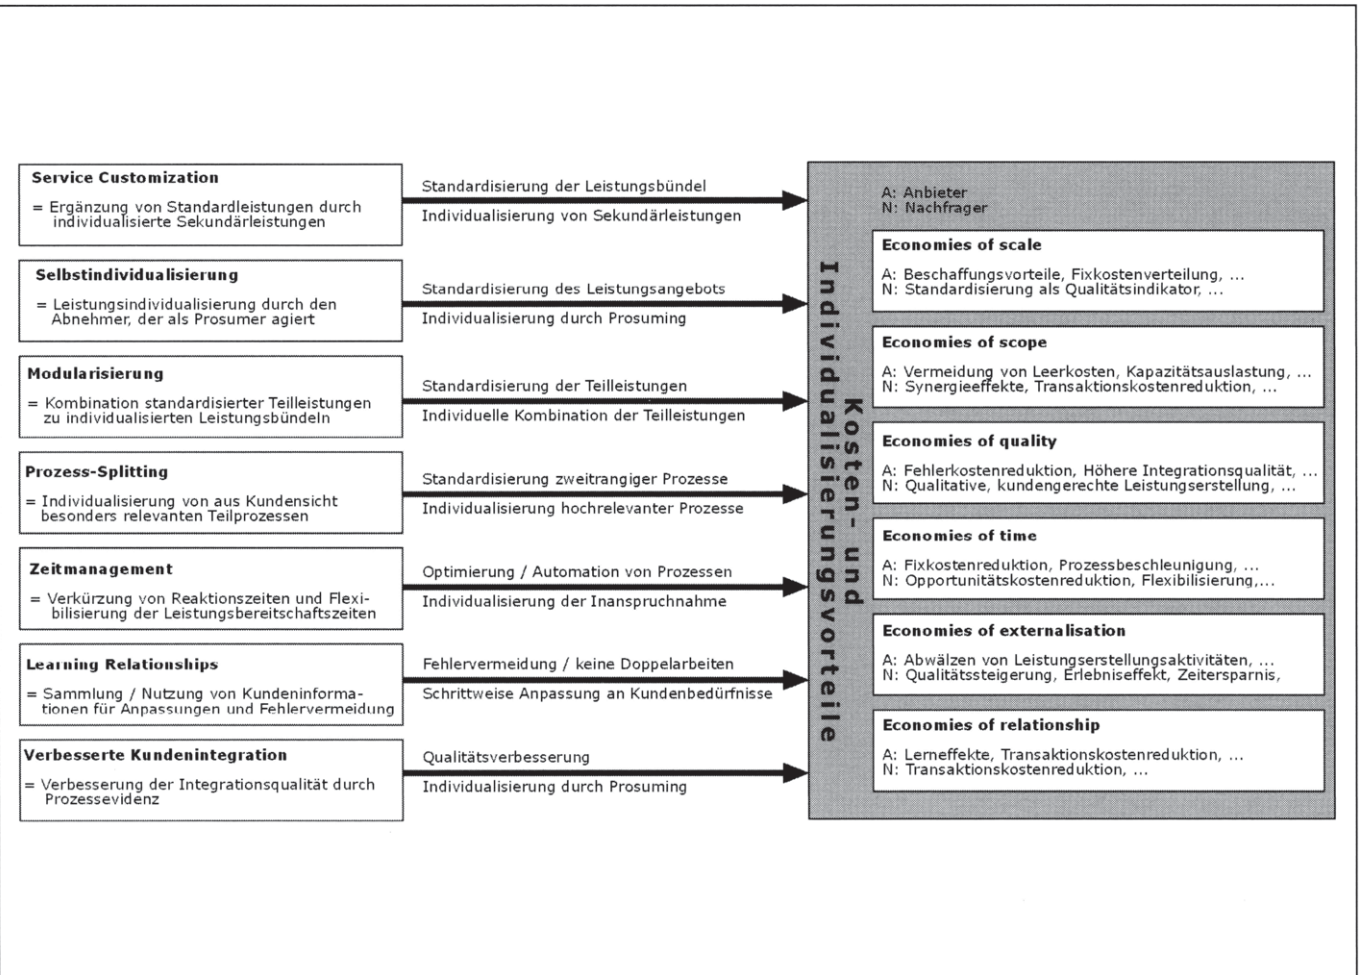 Service Customization
= Ergänzung von Standardleistungen durch
individualisierte Sekundärleistungen
Standardisierung der Leistungsbündel
Individualisierung von Sekundärleistungen
Selbstindividualisierung
= Leistungsindividualisierung durch den
Abnehmer, der als Prosumer agiert
Standardisierung des Leistungsangebots
Individualisierung durch Prosuming
Modularisierung
= Kombination standardisierter Teilleistungen
zu individualisierten Leistungsbündeln
Standardisierung der Teilleistungen
Individuelle Kombination der Teilleistungen
Prozess-Splitting
= Individualisierung von aus Kundensicht
besonders relevanten Teilprozessen
Standardisierung zweitrangiger Prozesse
Individualisierung hochrelevanter Prozesse
Zeitmanagement
= Verkürzung von Reaktionszeiten und Flexi-
bilisierung der Leistungsbereitschaftszeiten
Optimierung / Automation von Prozessen
Individualisierung der Inanspruchnahme
Learning Relationships
= Sammlung / Nutzung von Kundeninforma-
tionen für Anpassungen und Fehlervermeidung
Fehlervermeidung / keine Doppelarbeiten
Schrittweise Anpassung an Kundenbedürfnisse
Verbesserte Kundenintegration
= Verbesserung der Integrationsqualität durch
Prozessevidenz
Qualitätsverbesserung
Individualisierung durch Prosuming
Kosten- und
Individualisierungsvorteile
A: Anbieter
N: Nachfrager
Economies of scale
A: Beschaffungsvorteile, Fixkostenverteilung, ...
N: Standardisierung als Qualitätsindikator, ...
Economies of scope
A: Vermeidung von Leerkosten, Kapazitätsauslastung, ...
N: Synergieeffekte, Transaktionskostenreduktion, ...
Economies of quality
A: Fehlerkostenreduktion, Höhere Integrationsqualität, ...
N: Qualitative, kundengerechte Leistungserstellung, ...
Economies of time
A: Fixkostenreduktion, Prozessbeschleunigung, ...
N: Opportunitätskostenreduktion, Flexibilisierung,...
Economies of externalisation
A: Abwälzen von Leistungserstellungsaktivitäten, ...
N: Qualitätssteigerung, Erlebniseffekt, Zeitersparnis,
Economies of relationship
A: Lerneffekte, Transaktionskostenreduktion, ...
N: Transaktionskostenreduktion, ...